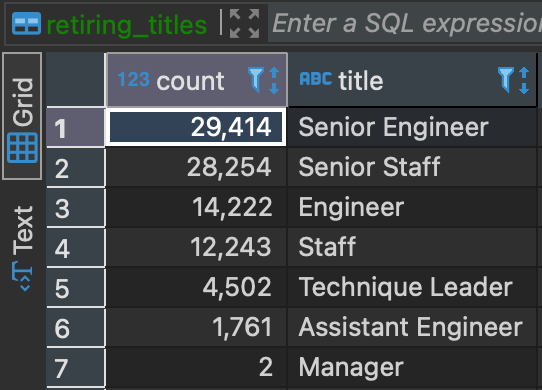 retiring_titles Enter a SQL expression
Grid
Text
123 count ABC title
1 29,414 Senior Engineer
2 28,254 Senior Staff
3 14,222 Engineer
4 12,243 Staff
5 4,502 Technique Leader
6 1,761 Assistant Engineer
7 2 Manager